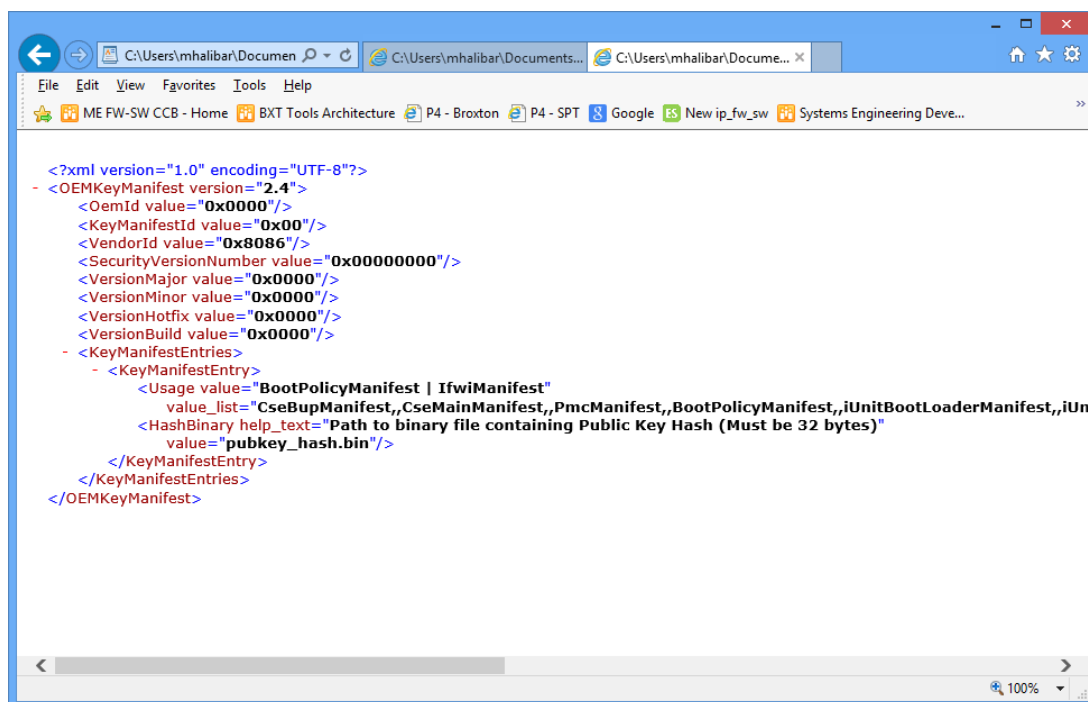 C:\Users\mhalibar\Documen
C:\Users\mhalibar\Documents...
C:\Users\mhalibar\Docume...
File Edit View Favorites Tools Help
ME FW-SW CCB - Home BXT Tools Architecture P4 - Broxton P4 - SPT Google ES New ip_fw_sw Systems Engineering Deve...
<?xml version="1.0" encoding="UTF-8"?>
- <OEMKeyManifest version="2.4">
<OemId value="0x0000"/>
<KeyManifestId value="0x00"/>
<VendorId value="0x8086"/>
<SecurityVersionNumber value="0x00000000"/>
<VersionMajor value="0x0000"/>
<VersionMinor value="0x0000"/>
<VersionHotfix value="0x0000"/>
<VersionBuild value="0x0000"/>
- <KeyManifestEntries>
- <KeyManifestEntry>
<Usage value="BootPolicyManifest | IfwiManifest"
value_list="CseBupManifest,,CseMainManifest,,PmcManifest,,BootPolicyManifest,,iUnitBootLoaderManifest,,iUn
<HashBinary help_text="Path to binary file containing Public Key Hash (Must be 32 bytes)"
value="pubkey_hash.bin"/>
</KeyManifestEntry>
</KeyManifestEntries>
</OEMKeyManifest>
100%